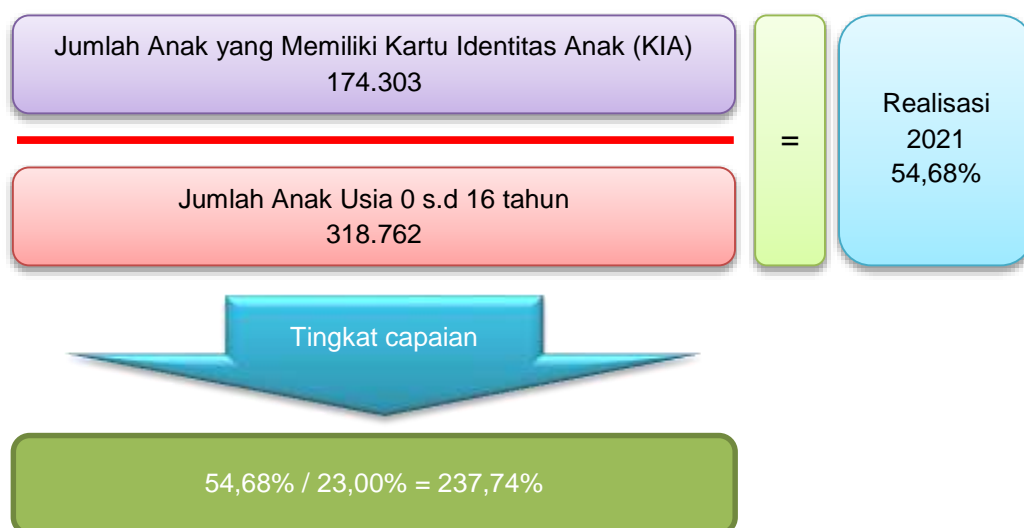 Jumlah Anak yang Memiliki Kartu Identitas Anak (KIA)
174.303
Jumlah Anak Usia 0 s.d 16 tahun
318.762
=
Realisasi
2021
54,68%
Tingkat capaian
54,68% / 23,00% = 237,74%